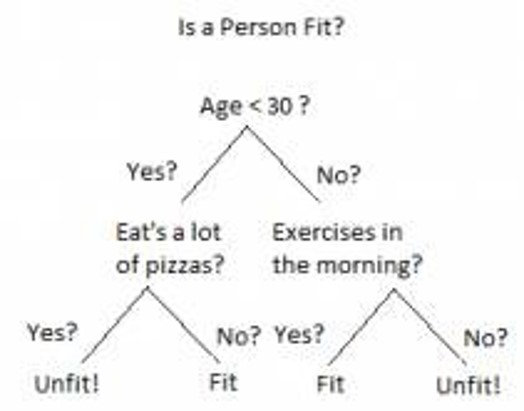 Is a Person Fit?
Age < 30 ?
Yes?
No?
Eat's a lot
of pizzas?
Exercises in
the morning?
Yes?
No?
Yes?
No?
Unfit!
Fit
Fit
Unfit!